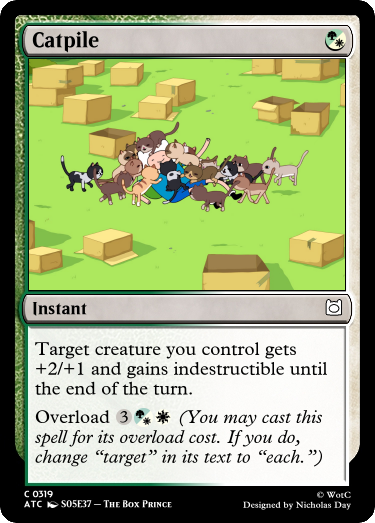 Catpile
Instant
Target creature you control gets
+2/+1 and gains indestructible until
the end of the turn.
Overload 3 (You may cast this
spell for its overload cost. If you do,
change “target” in its text to “each.”)
C 0319
ATC S05E37 – The Box Prince
© WotC
Designed by Nicholas Day